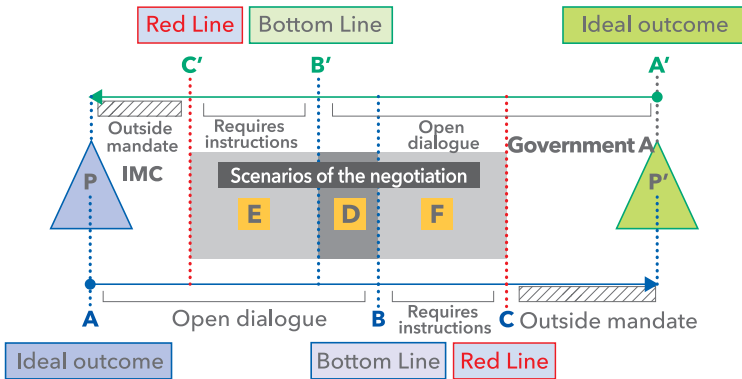 Red Line
Bottom Line
Ideal outcome
C’
B’
A’
Outside
mandate
Requires
instructions
Open
dialogue
IMC
Government A
P
Scenarios of the negotiation
P’
E
D
F
A
Open dialogue
B
Requires
instructions
C
Outside mandate
Ideal outcome
Bottom Line
Red Line